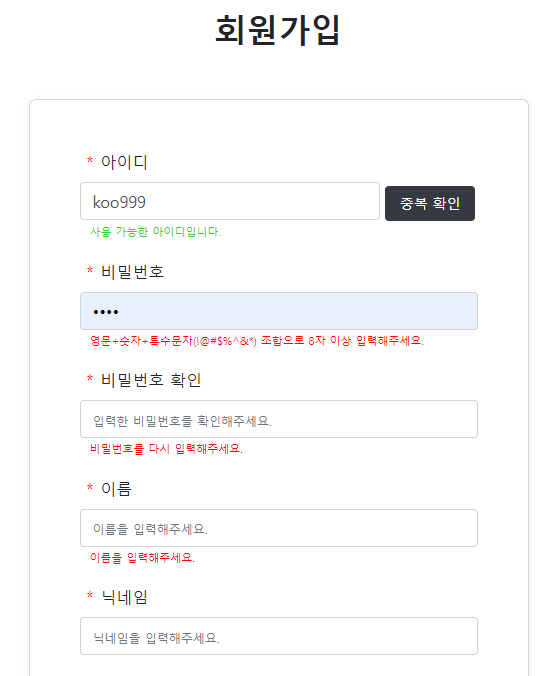 회원가입
* 아이디
koo999
중복 확인
사용 가능한 아이디입니다.
* 비밀번호
••••
영문+숫자+특수문자(!@#$%^&*) 조합으로 8자 이상 입력해주세요.
* 비밀번호 확인
입력한 비밀번호를 확인해주세요.
비밀번호를 다시 입력해주세요.
* 이름
이름을 입력해주세요.
이름을 입력해주세요.
* 닉네임
닉네임을 입력해주세요.